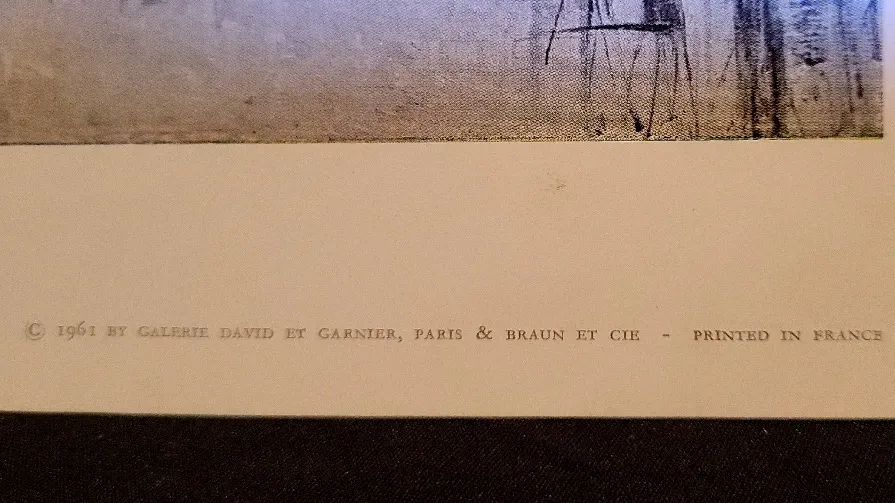 © 1961 BY GALERIE DAVID ET GARNIER, PARIS & BRAUN ET CIE - PRINTED IN FRANCE